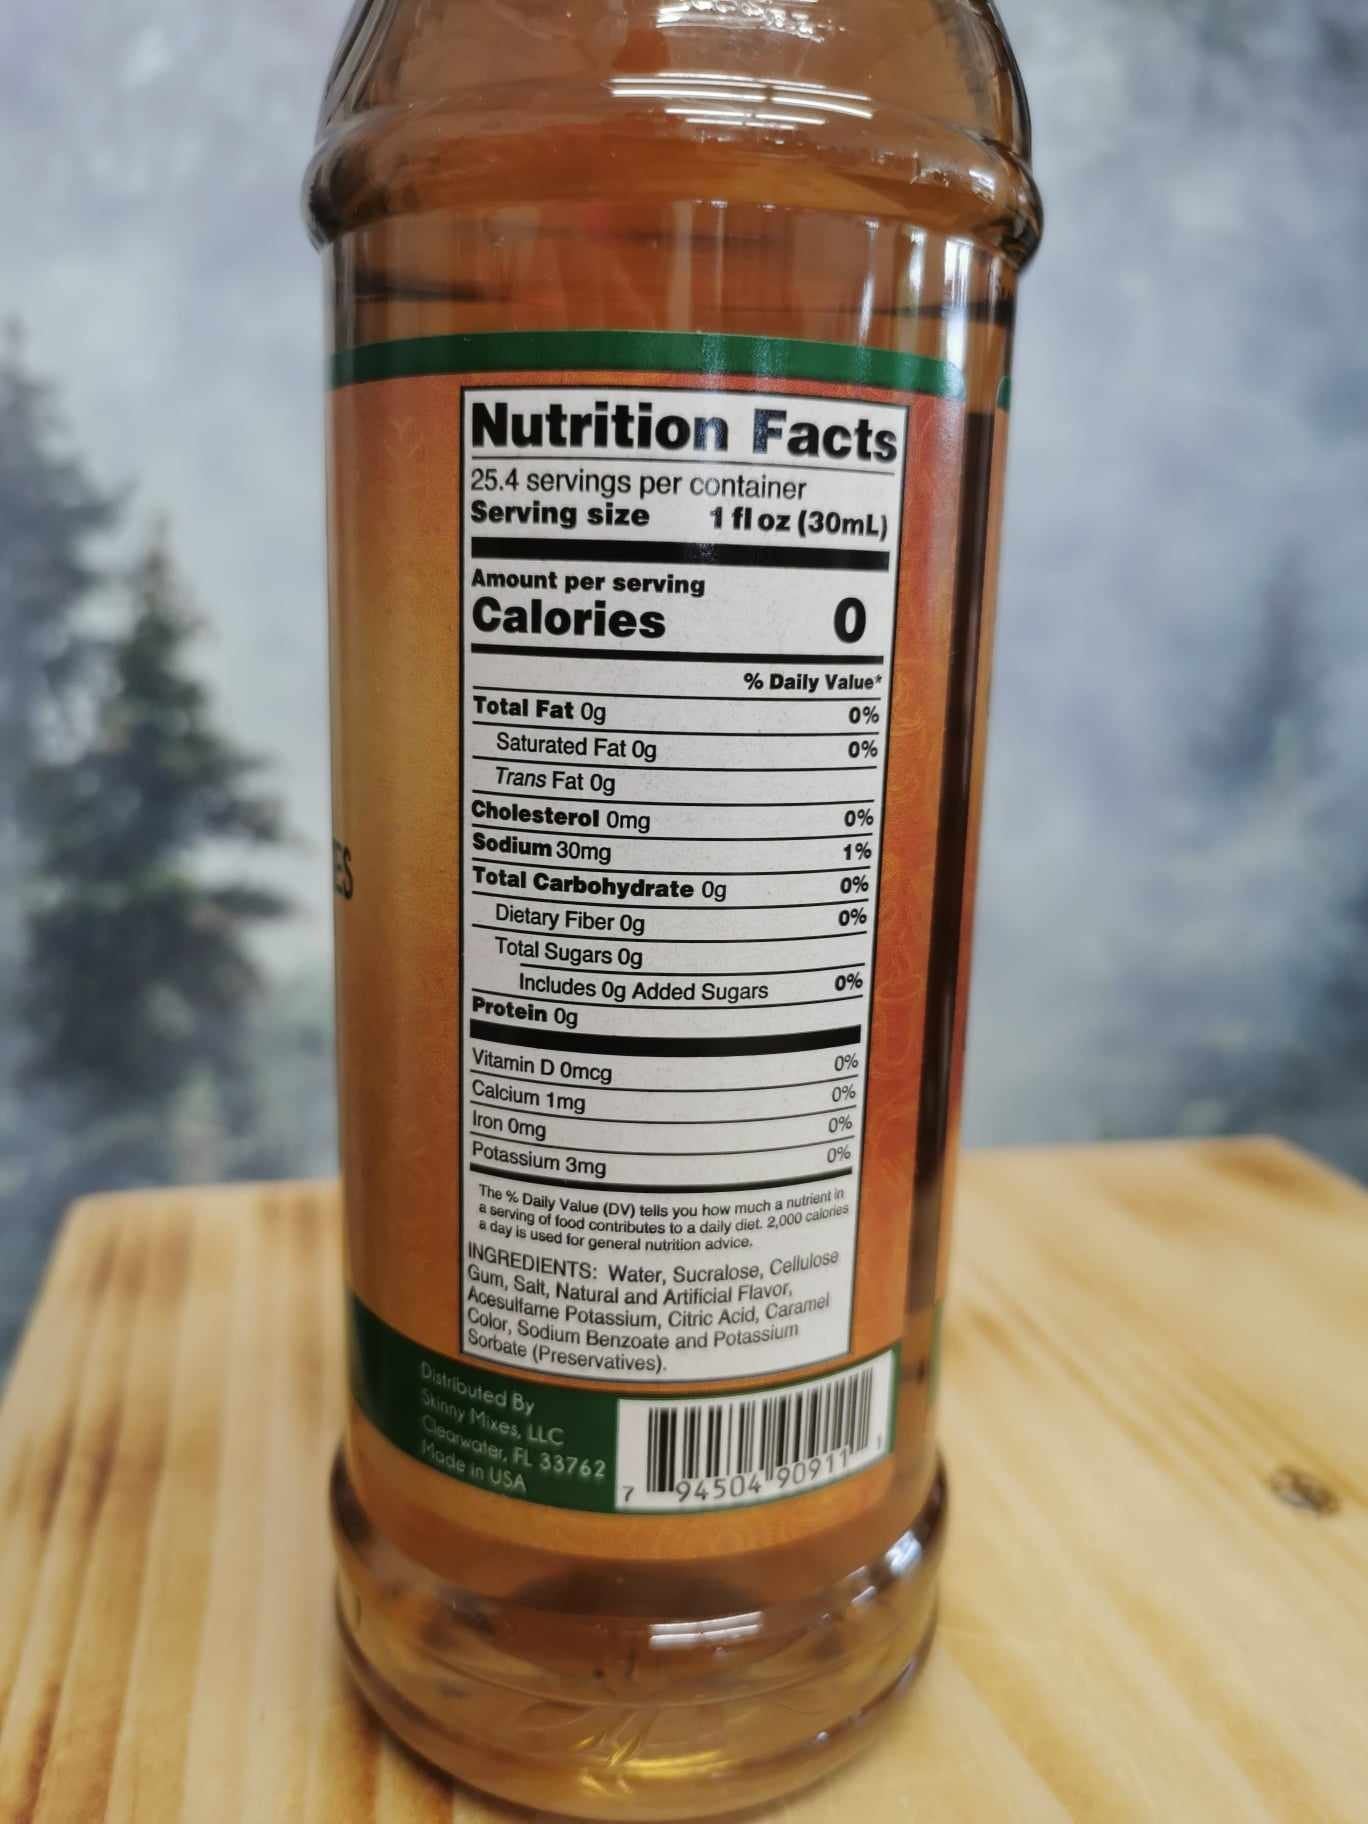 ES
Nutrition Facts
25.4 servings per container
Serving size 1 fl oz (30mL)
Amount per serving
Calories 0
% Daily Value*
Total Fat 0g 0%
Saturated Fat 0g 0%
Trans Fat 0g
Cholesterol 0mg 0%
Sodium 30mg 1%
Total Carbohydrate 0g 0%
Dietary Fiber 0g 0%
Total Sugars 0g
Includes 0g Added Sugars 0%
Protein 0g
Vitamin D 0mcg 0%
Calcium 1mg 0%
Iron 0mg 0%
Potassium 3mg 0%
The % Daily Value (DV) tells you how much a nutrient in
a serving of food contributes to a daily diet. 2,000 calories
a day is used for general nutrition advice.
INGREDIENTS: Water, Sucralose, Cellulose
Gum, Salt, Natural and Artificial Flavor,
Acesulfame Potassium, Citric Acid, Caramel
Color, Sodium Benzoate and Potassium
Sorbate (Preservatives).
Distributed By
Skinny Mixes, LLC
Clearwater, FL 33762
Made in USA
7 94504 90911 1